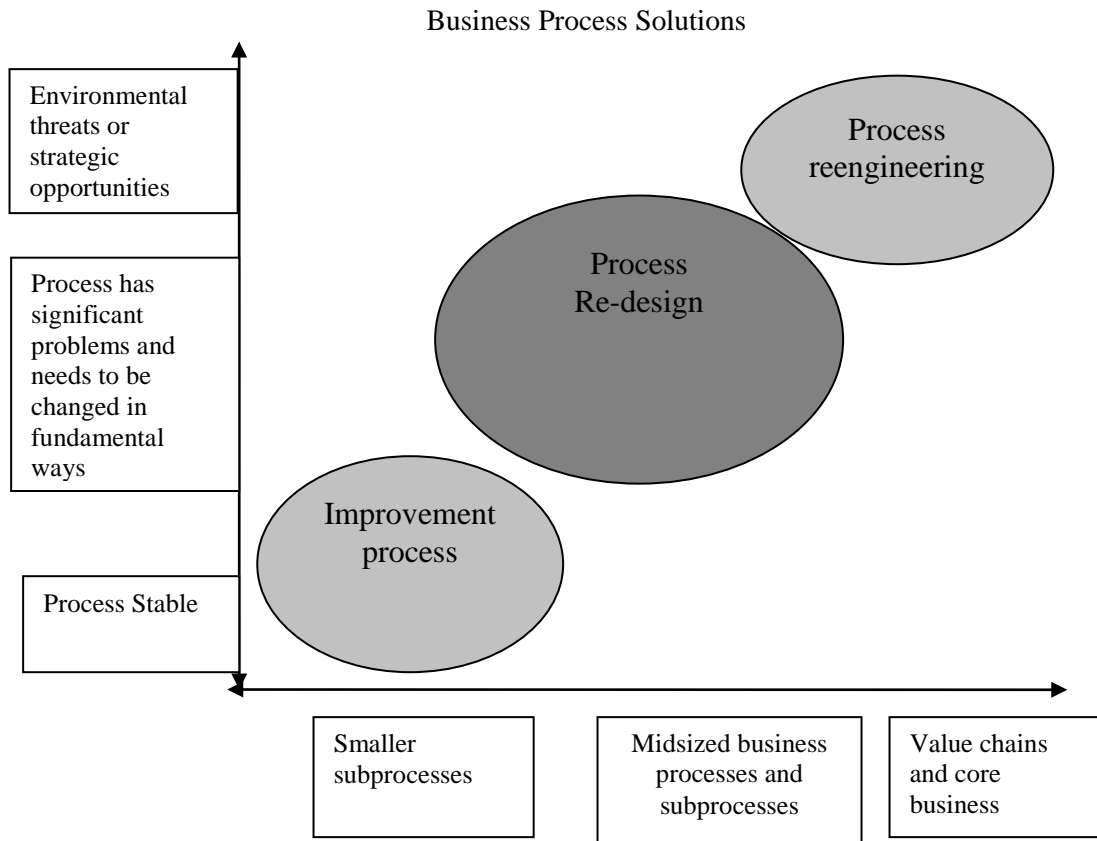 Business Process Solutions
Environmental
threats or
strategic
opportunities
Process
reengineering
Process has
significant
problems and
needs to be
changed in
fundamental
ways
Process
Re-design
Improvement
process
Process Stable
Smaller
subprocesses
Midsized business
processes and
subprocesses
Value chains
and core
business